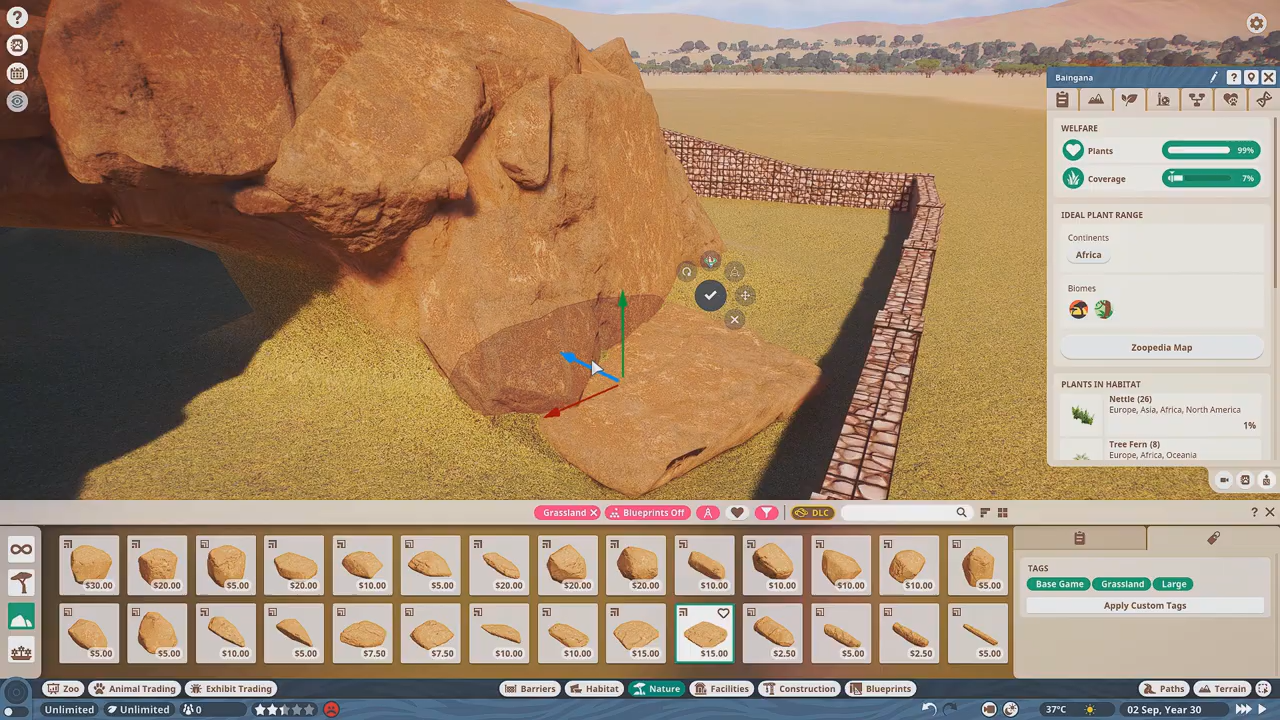 Baingana
WELFARE
Plants 99%
Coverage 7%
IDEAL PLANT RANGE
Continents
Africa
Biomes
Zoopedia Map
PLANTS IN HABITAT
Nettle (26)
Europe, Asia, Africa, North America
1%
Tree Fern (8)
Europe, Africa, Oceania
Grassland Blueprints Off DLC
$30.00 $20.00 $5.00 $20.00 $10.00 $5.00 $20.00 $20.00 $20.00 $10.00 $10.00 $10.00 $10.00 $5.00
$5.00 $5.00 $10.00 $5.00 $7.50 $7.50 $10.00 $10.00 $15.00 $15.00 $2.50 $5.00 $2.50 $5.00
TAGS
Base Game Grassland Large
Apply Custom Tags
Zoo Animal Trading Exhibit Trading Barriers Habitat Nature Facilities Construction Blueprints Paths Terrain
Unlimited Unlimited 0 37°C 02 Sep, Year 30